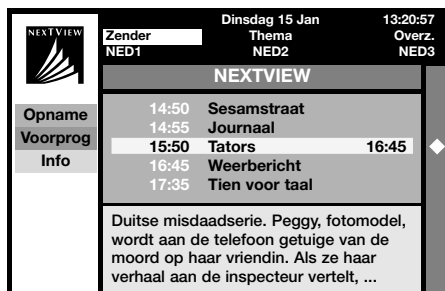 Dinsdag 15 Jan 13:20:57
NEXTVIEW
Zender Thema Overz.
NED1 NED2 NED3
NEXTVIEW
14:50 Sesamstraat
14:55 Journaal
15:50 Tators 16:45
16:45 Weerbericht
17:35 Tien voor taal
Opname
Voorprog
Info
Duitse misdaadserie. Peggy, fotomodel,
wordt aan de telefoon getuige van de
moord op haar vriendin. Als ze haar
verhaal aan de inspecteur vertelt, ...